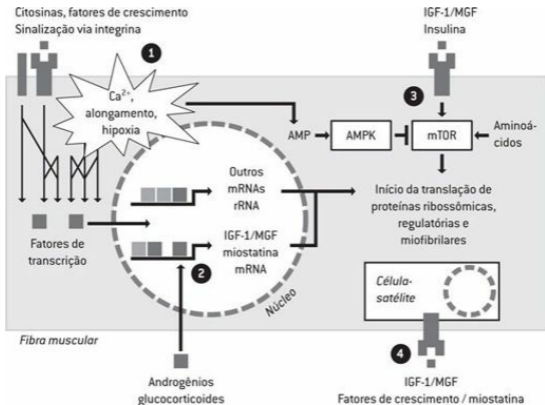 Citosinas, fatores de crescimento
Sinalização via integrina
1
IGF-1/MGF
Insulina
Ca²⁺,
alongamento,
hipoxia
3
AMP
AMPK
mTOR
Aminoá-
cidos
Outros
mRNAs
rRNA
Início da translação de
proteínas ribossômicas,
regulatórias e
miofibrilares
Fatores de
transcrição
IGF-1/MGF
miostatina
mRNA
2
Núcleo
Célula-
satélite
Fibra muscular
4
Androgênios
glucocorticoides
IGF-1/MGF
Fatores de crescimento / miostatina